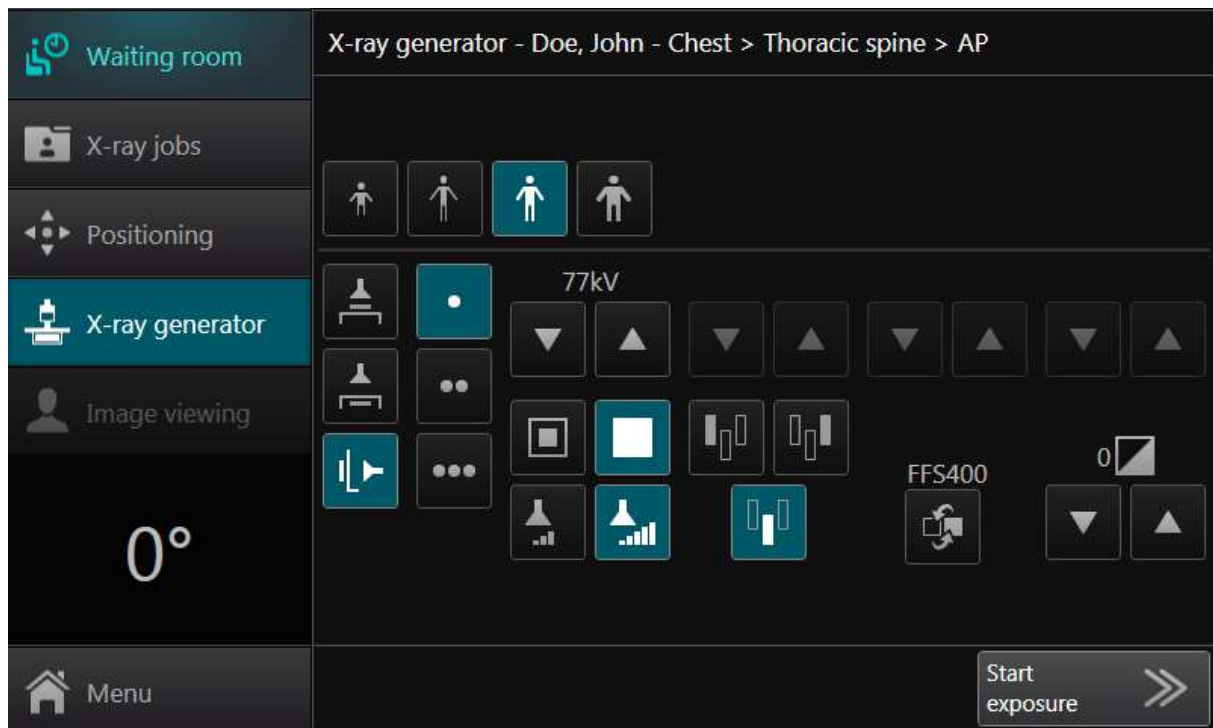 Waiting room
X-ray generator - Doe, John - Chest > Thoracic spine > AP
X-ray jobs
Positioning
X-ray generator
Image viewing
0°
Menu
77kV
FFS400
0
Start
exposure